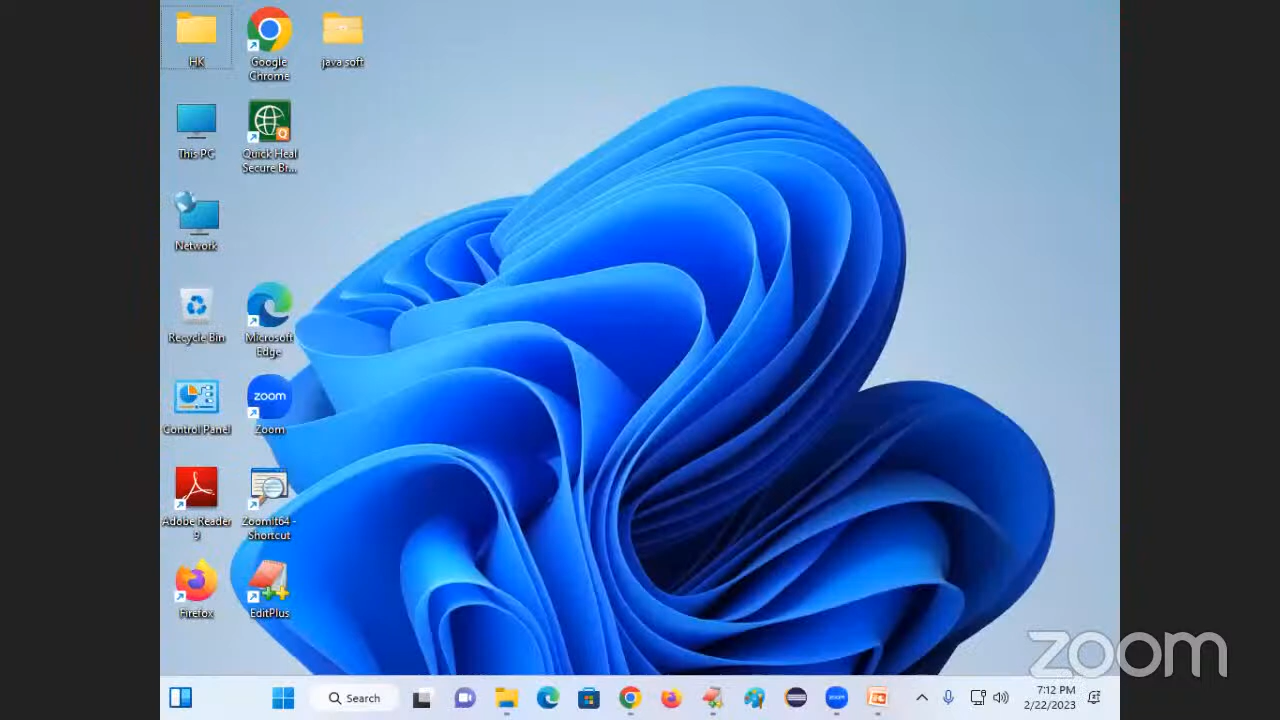 HK
Google
Chrome
java soft
This PC
Quick Heal
Secure Br...
Network
Recycle Bin
Microsoft
Edge
Control Panel
zoom
Zoom
Adobe Reader
9
ZoomIt64 -
Shortcut
Firefox
EditPlus
zoom
Search
zoom
7:12 PM
2/22/2023